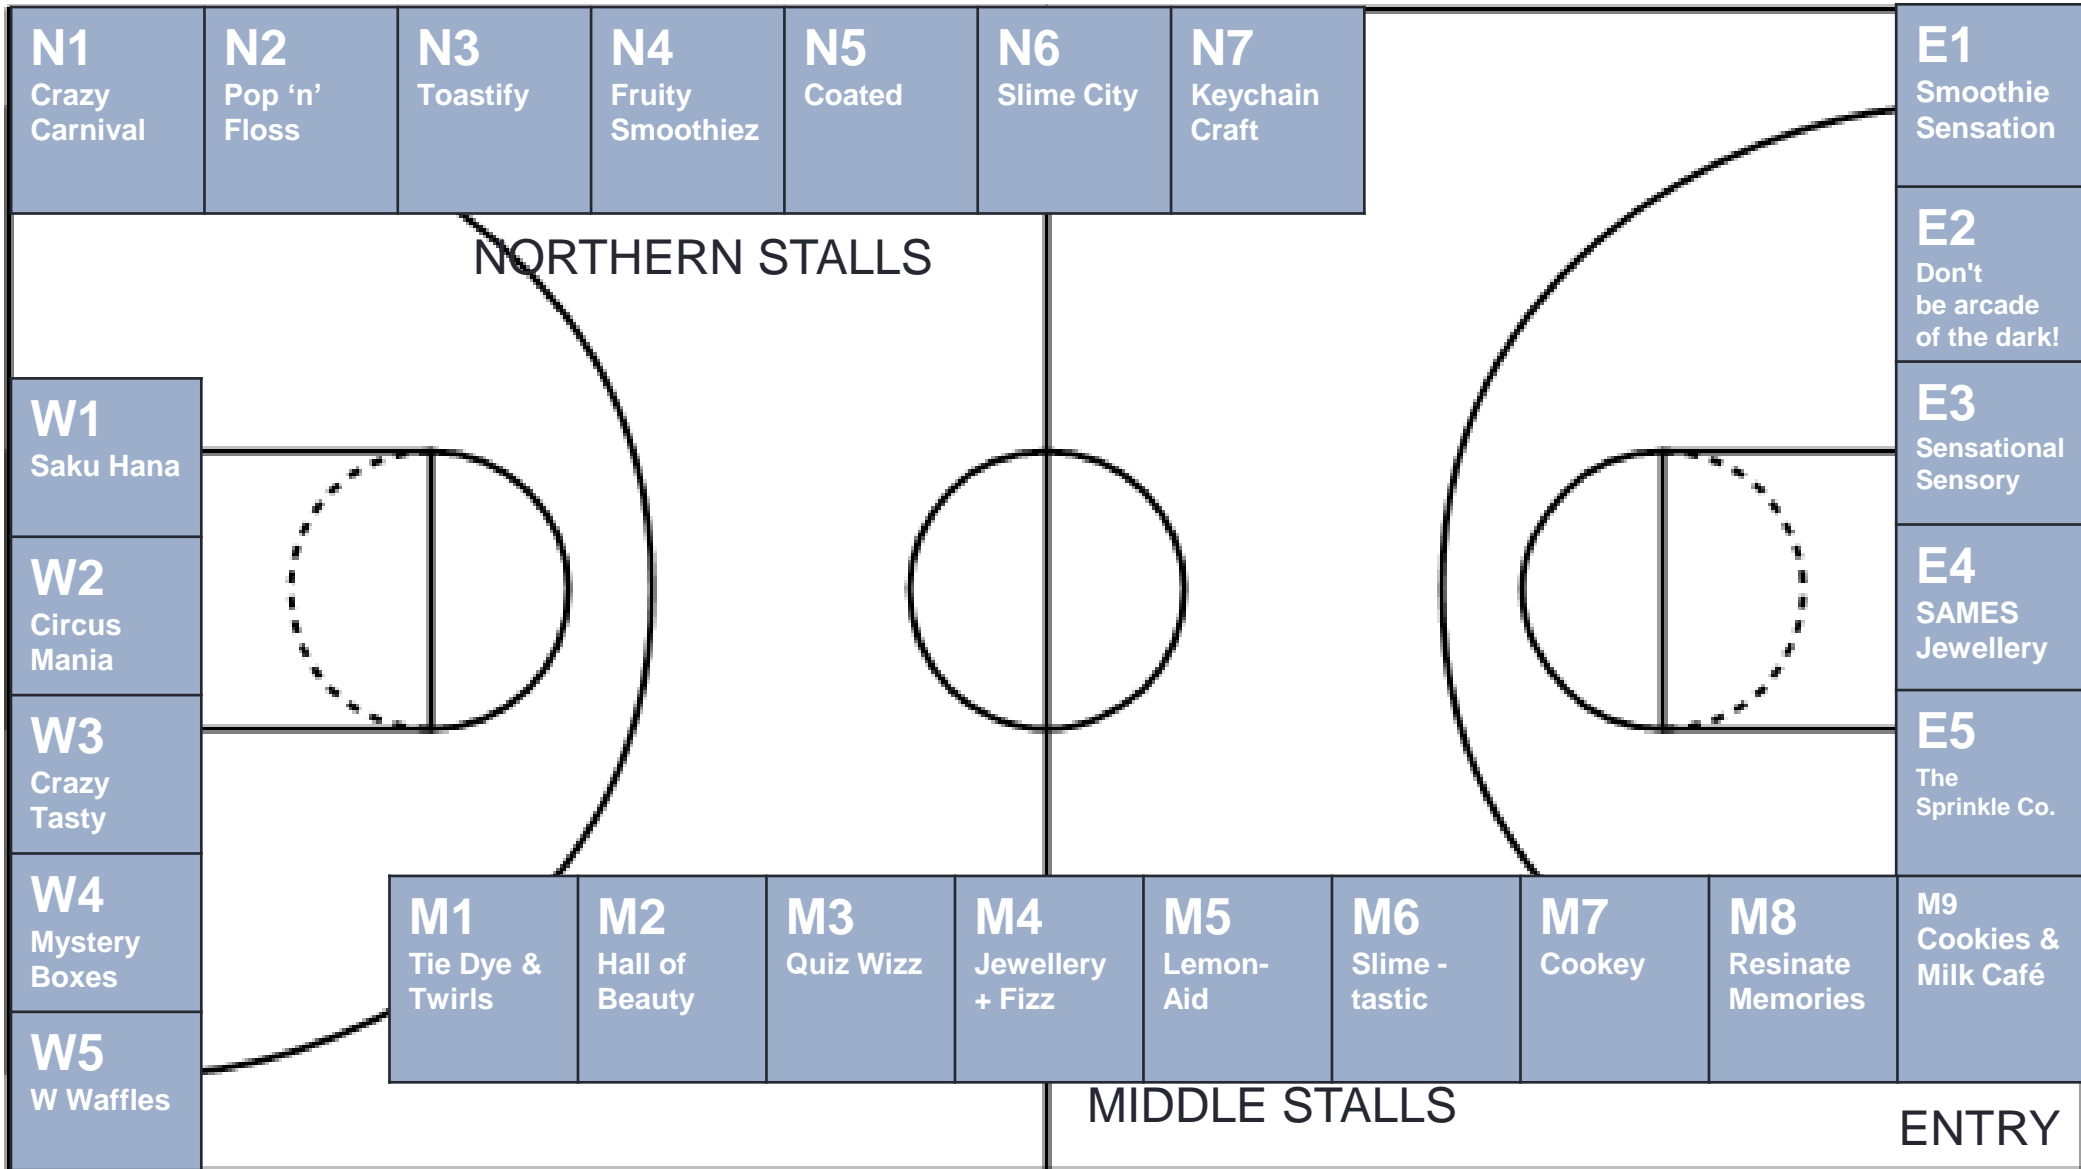 N1
Crazy
Carnival
N2
Pop ‘n’
Floss
N3
Toastify
N4
Fruity
Smoothiez
N5
Coated
N6
Slime City
N7
Keychain
Craft
E1
Smoothie
Sensation
E2
Don't
be arcade
of the dark!
NORTHERN STALLS
W1
Saku Hana
E3
Sensational
Sensory
W2
Circus
Mania
E4
SAMES
Jewellery
W3
Crazy
Tasty
E5
The
Sprinkle Co.
W4
Mystery
Boxes
M1
Tie Dye &
Twirls
M2
Hall of
Beauty
M3
Quiz Wizz
M4
Jewellery
+ Fizz
M5
Lemon-
Aid
M6
Slime -
tastic
M7
Cookey
M8
Resinate
Memories
M9
Cookies &
Milk Café
W5
W Waffles
MIDDLE STALLS
ENTRY